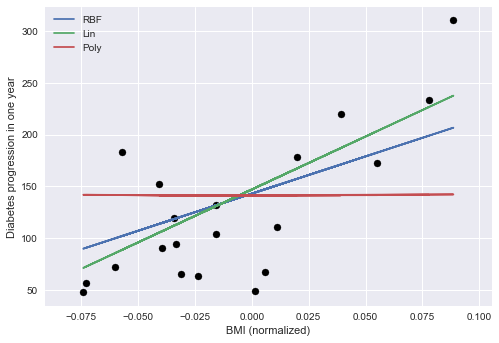 RBF
Lin
Poly
300
250
200
150
100
50
Diabetes progression in one year
−0.075 −0.050 −0.025 0.000 0.025 0.050 0.075 0.100
BMI (normalized)